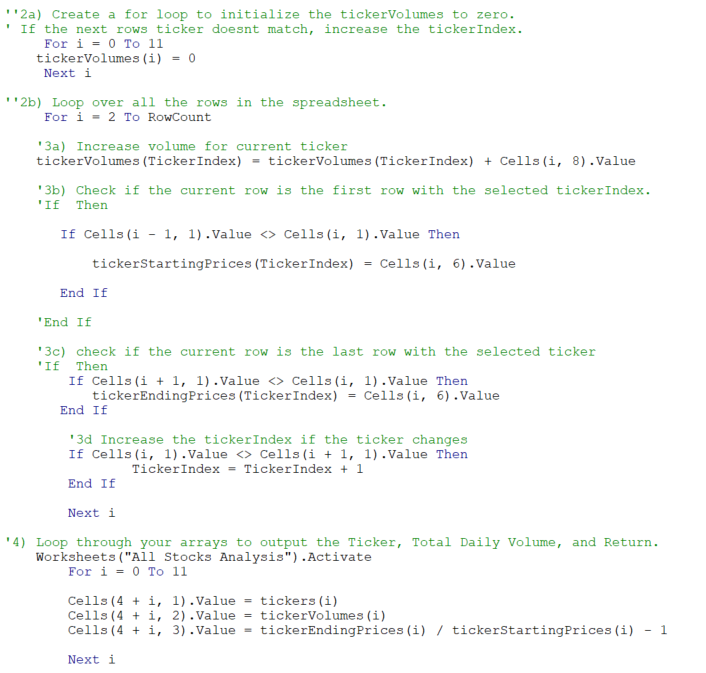 ''2a) Create a for loop to initialize the tickerVolumes to zero.
' If the next rows ticker doesnt match, increase the tickerIndex.
For i = 0 To 11
tickerVolumes(i) = 0
Next i
''2b) Loop over all the rows in the spreadsheet.
For i = 2 To RowCount
'3a) Increase volume for current ticker
tickerVolumes(TickerIndex) = tickerVolumes(TickerIndex) + Cells(i, 8).Value
'3b) Check if the current row is the first row with the selected tickerIndex.
'If  Then
If Cells(i - 1, 1).Value <> Cells(i, 1).Value Then
tickerStartingPrices(TickerIndex) = Cells(i, 6).Value
End If
'End If
'3c) check if the current row is the last row with the selected ticker
'If  Then
If Cells(i + 1, 1).Value <> Cells(i, 1).Value Then
tickerEndingPrices(TickerIndex) = Cells(i, 6).Value
End If
'3d Increase the tickerIndex if the ticker changes
If Cells(i, 1).Value <> Cells(i + 1, 1).Value Then
TickerIndex = TickerIndex + 1
End If
Next i
'4) Loop through your arrays to output the Ticker, Total Daily Volume, and Return.
Worksheets("All Stocks Analysis").Activate
For i = 0 To 11
Cells(4 + i, 1).Value = tickers(i)
Cells(4 + i, 2).Value = tickerVolumes(i)
Cells(4 + i, 3).Value = tickerEndingPrices(i) / tickerStartingPrices(i) - 1
Next i